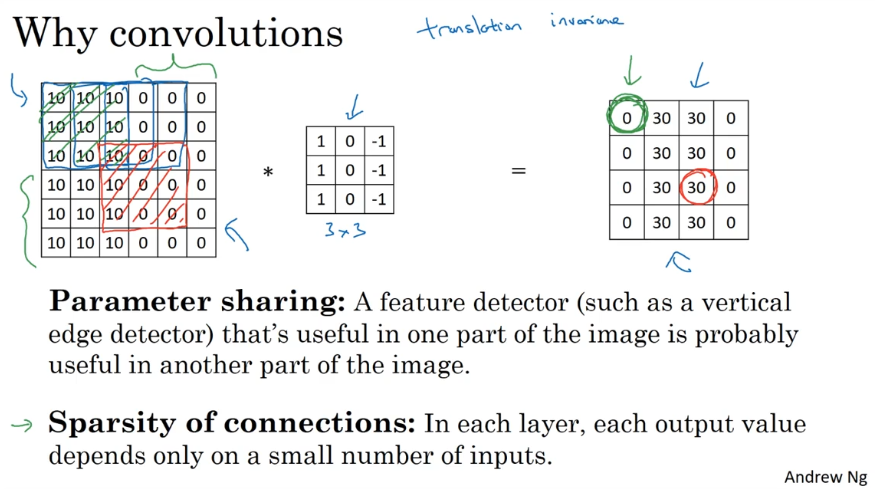 Why convolutions
translation invariance
10 10 10 0 0 0
10 10 10 0 0 0
10 10 10 0 0 0
10 10 10 0 0 0
10 10 10 0 0 0
10 10 10 0 0 0
*
1 0 -1
1 0 -1
1 0 -1
3x3
=
0 30 30 0
0 30 30 0
0 30 30 0
0 30 30 0
Parameter sharing: A feature detector (such as a vertical
edge detector) that's useful in one part of the image is probably
useful in another part of the image.
→ Sparsity of connections: In each layer, each output value
depends only on a small number of inputs.
Andrew Ng